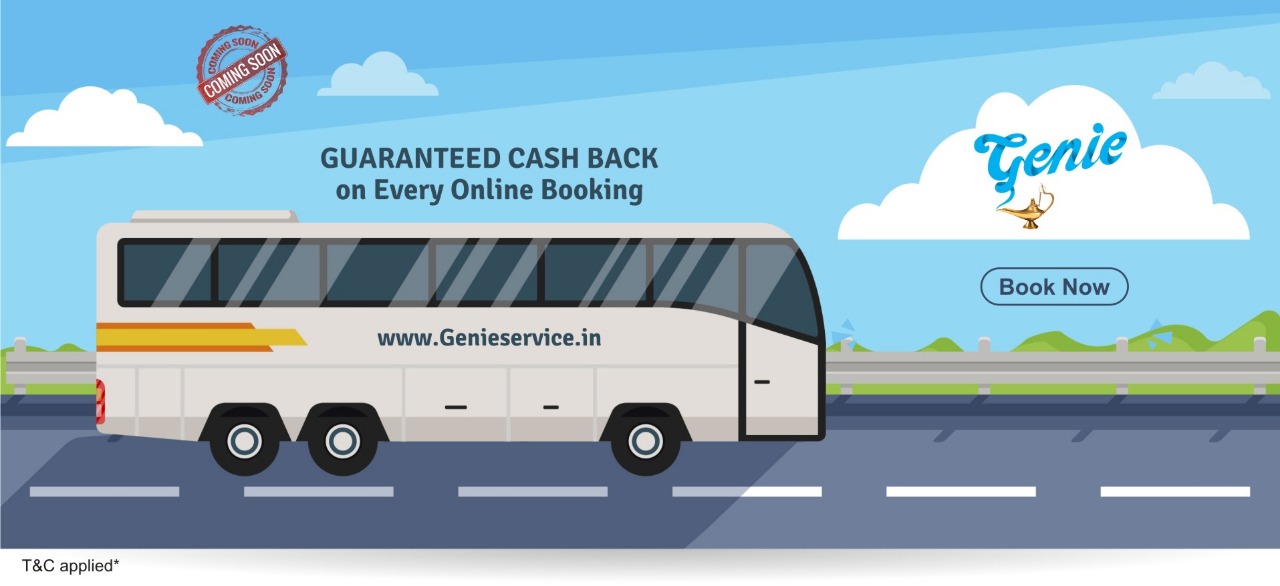 COMING SOON
COMING SOON
COMING SOON
GUARANTEED CASH BACK
on Every Online Booking
Genie
Book Now
www.Genieservice.in
T&C applied*